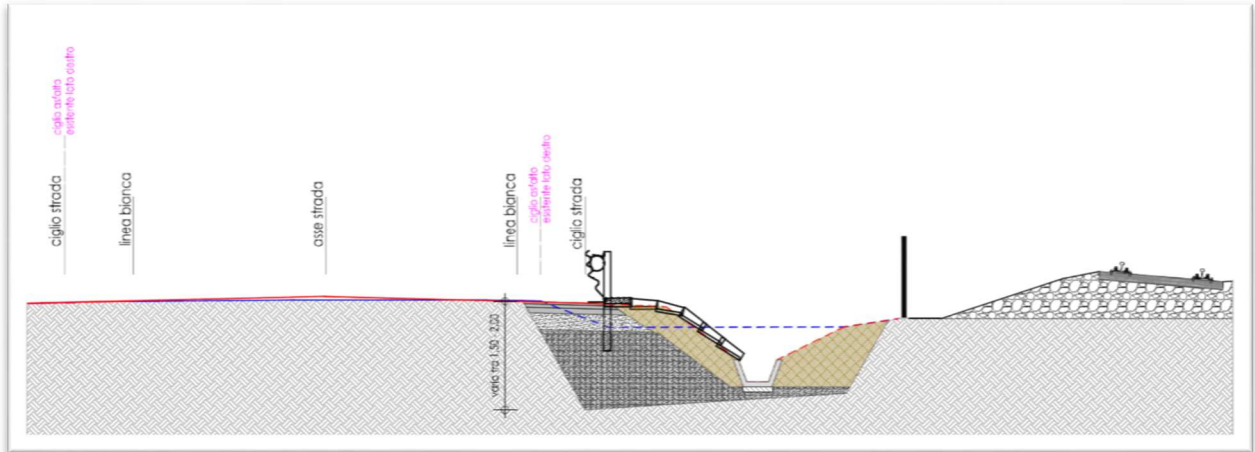 ciglio asfalto
esistente lato destro
ciglio strada
linea bianca
asse strada
linea bianca
ciglio asfalto
esistente lato destro
ciglio strada
varia tra 1,50 - 2,00